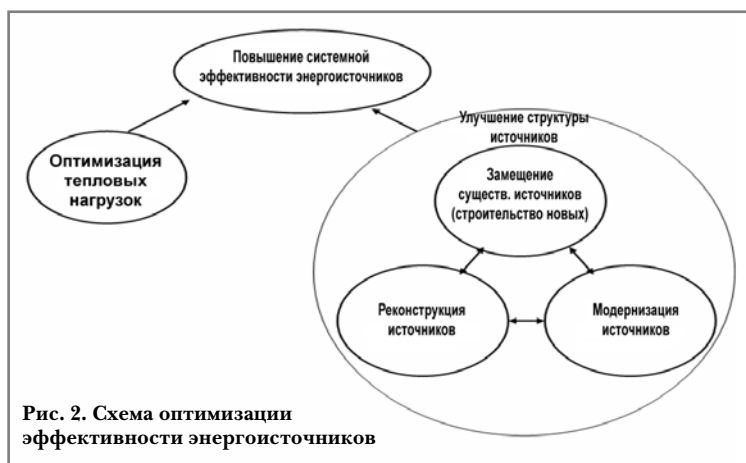 Повышение системной
эффективности энергоисточников
Оптимизация
тепловых
нагрузок
Улучшение структуры
источников
Замещение
существ. источников
(строительство новых)
Реконструкция
источников
Модернизация
источников
Рис. 2. Схема оптимизации
эффективности энергоисточников